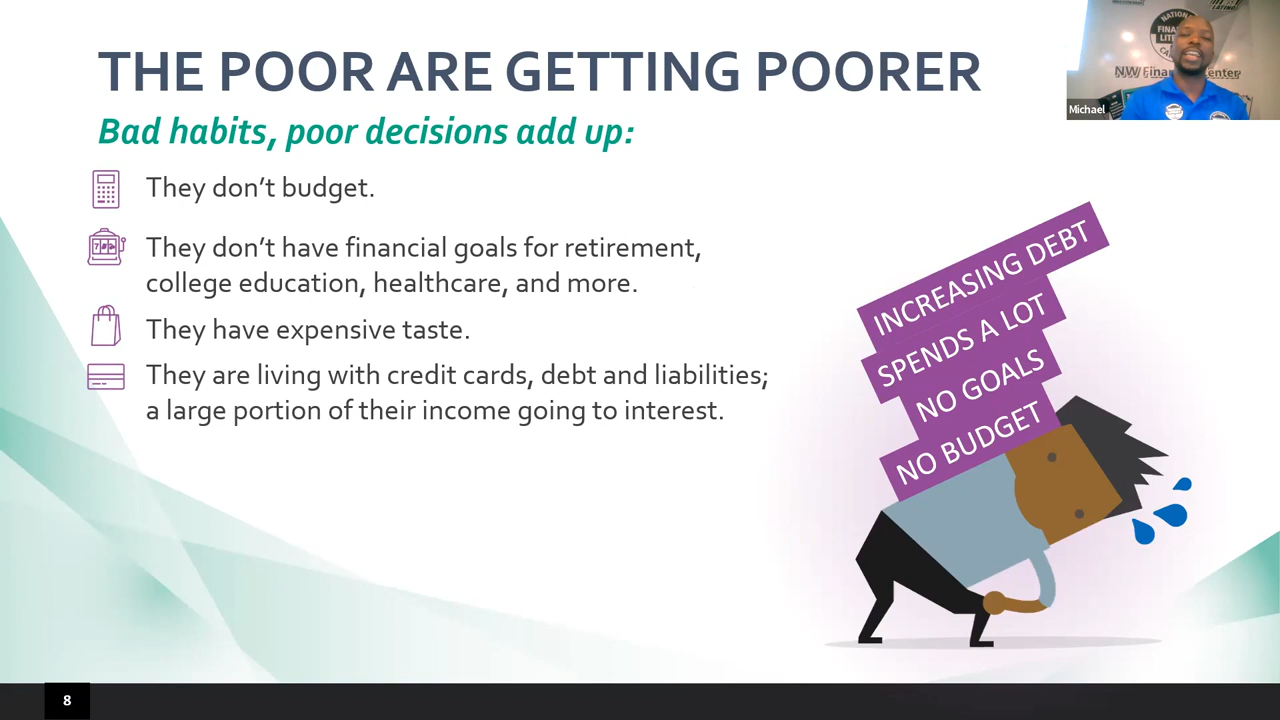 THE POOR ARE GETTING POORER
Bad habits, poor decisions add up:
They don’t budget.
They don’t have financial goals for retirement,
college education, healthcare, and more.
They have expensive taste.
They are living with credit cards, debt and liabilities;
a large portion of their income going to interest.
INCREASING DEBT
SPENDS A LOT
NO GOALS
NO BUDGET
Michael
8